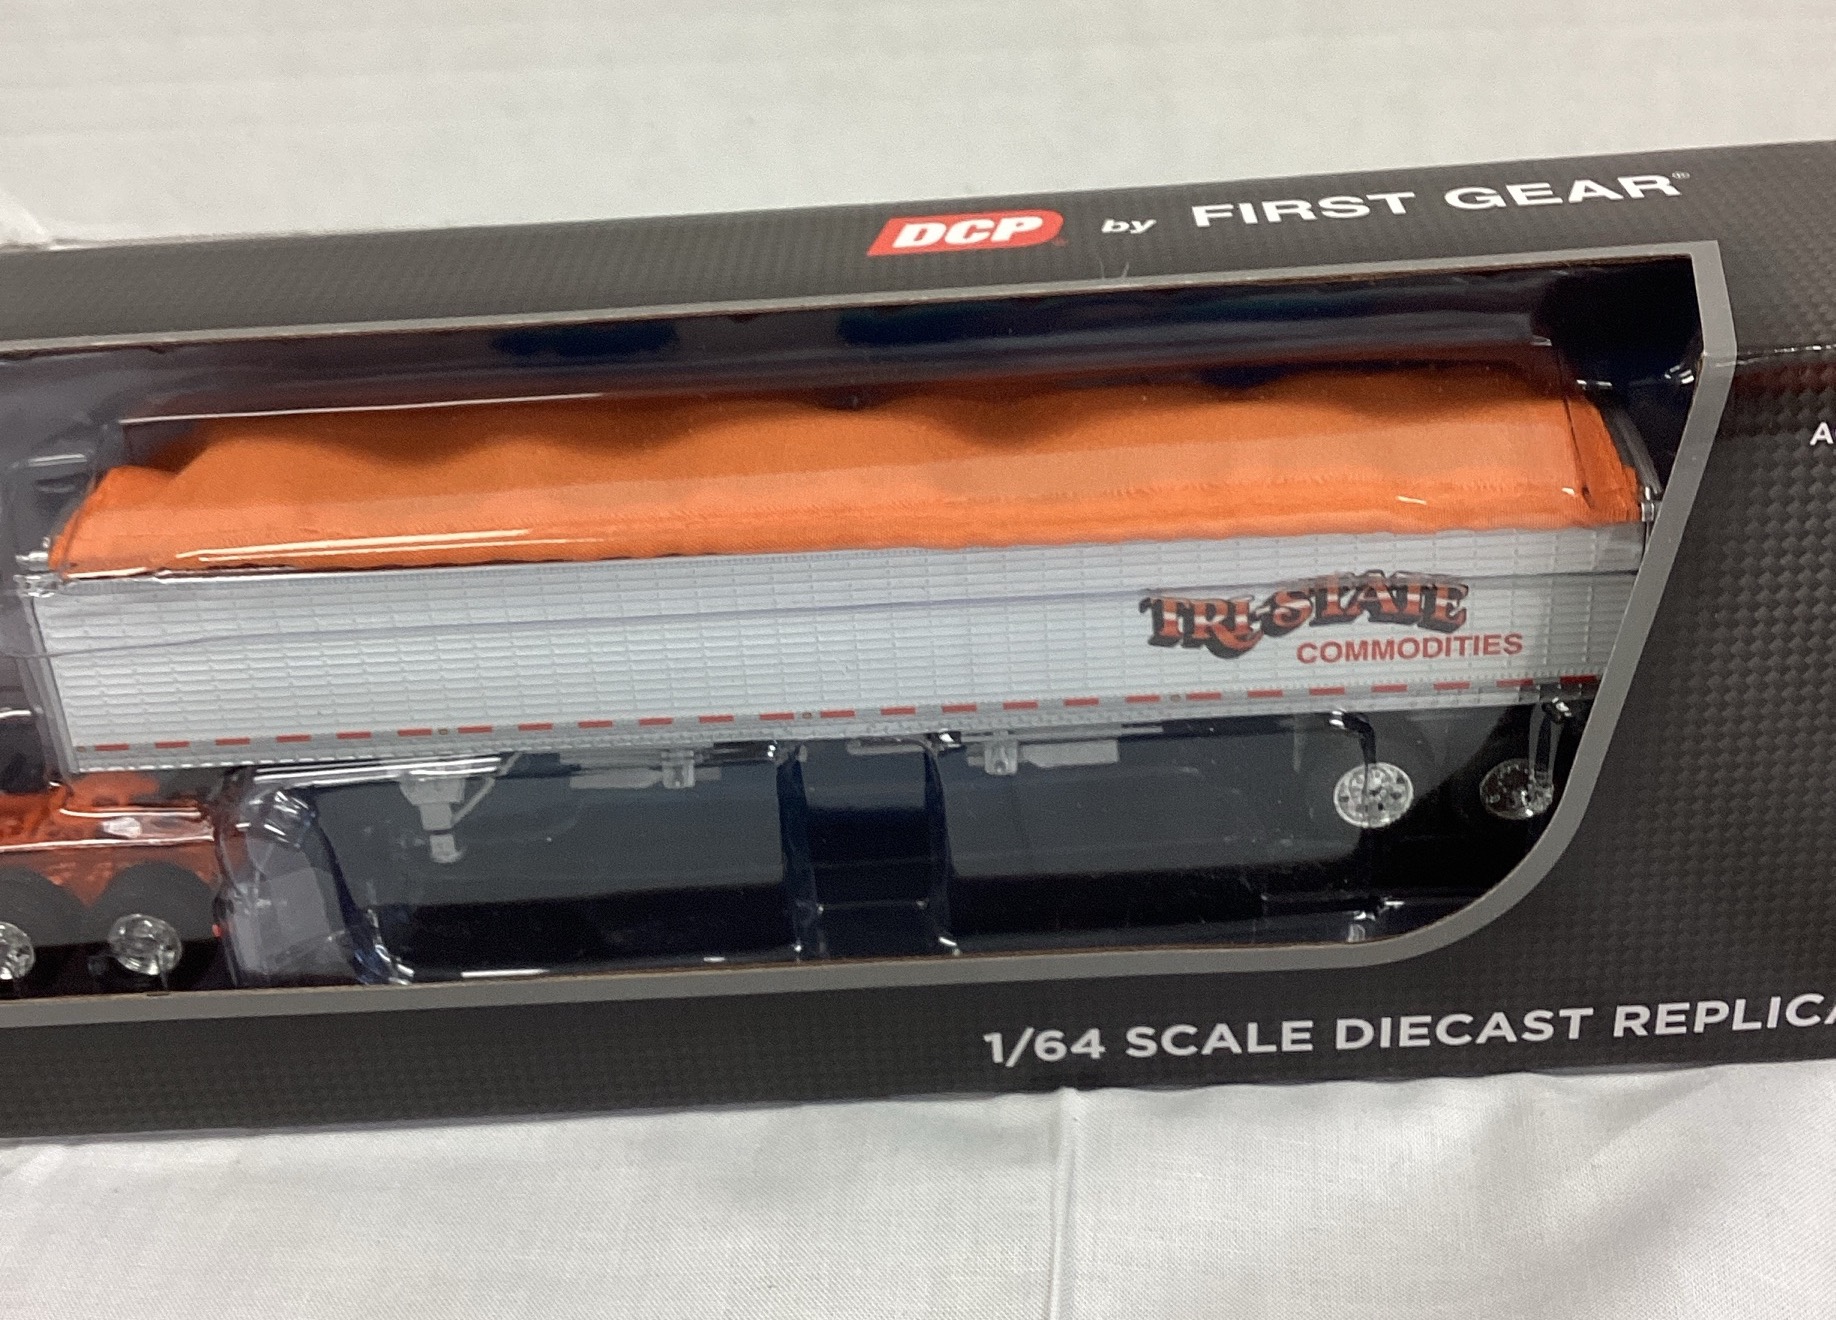 DCP by FIRST GEAR®
TRI-STATE
COMMODITIES
1/64 SCALE DIECAST REPLICA